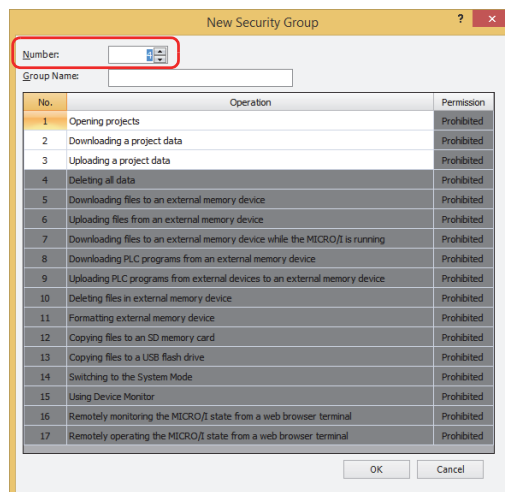 New Security Group ? ×
Number: 4
Group Name:
No. Operation Permission
1 Opening projects Prohibited
2 Downloading a project data Prohibited
3 Uploading a project data Prohibited
4 Deleting all data Prohibited
5 Downloading files to an external memory device Prohibited
6 Uploading files from an external memory device Prohibited
7 Downloading files to an external memory device while the MICRO/I is running Prohibited
8 Downloading PLC programs from an external memory device Prohibited
9 Uploading PLC programs from external devices to an external memory device Prohibited
10 Deleting files in external memory device Prohibited
11 Formatting external memory device Prohibited
12 Copying files to an SD memory card Prohibited
13 Copying files to a USB flash drive Prohibited
14 Switching to the System Mode Prohibited
15 Using Device Monitor Prohibited
16 Remotely monitoring the MICRO/I state from a web browser terminal Prohibited
17 Remotely operating the MICRO/I state from a web browser terminal Prohibited
OK Cancel